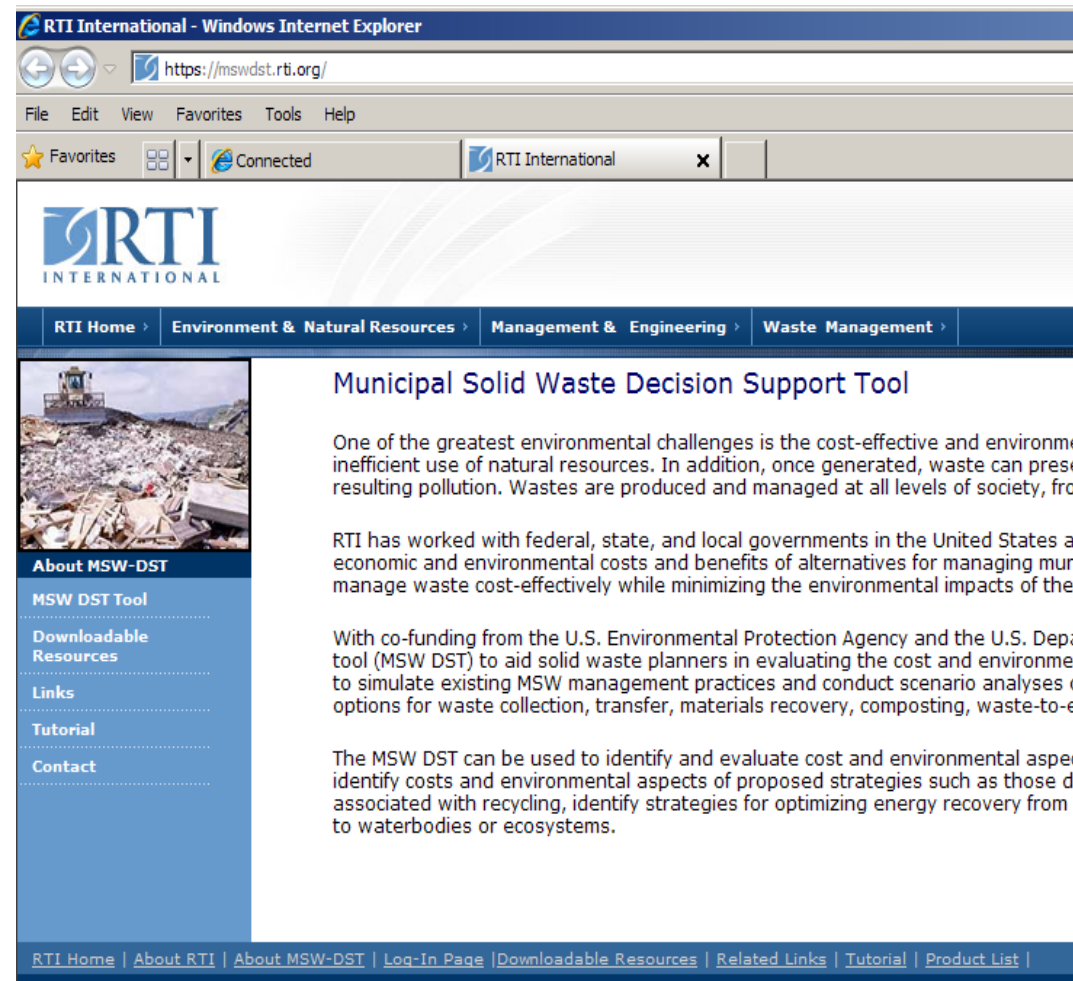 RTI International - Windows Internet Explorer
https://mswdst.rti.org/
File Edit View Favorites Tools Help
Favorites Connected RTI International
RTI
INTERNATIONAL
RTI Home › Environment & Natural Resources › Management & Engineering › Waste Management ›
Municipal Solid Waste Decision Support Tool
One of the greatest environmental challenges is the cost-effective and environme
inefficient use of natural resources. In addition, once generated, waste can prese
resulting pollution. Wastes are produced and managed at all levels of society, fro
RTI has worked with federal, state, and local governments in the United States a
economic and environmental costs and benefits of alternatives for managing mun
manage waste cost-effectively while minimizing the environmental impacts of the
With co-funding from the U.S. Environmental Protection Agency and the U.S. Depa
tool (MSW DST) to aid solid waste planners in evaluating the cost and environme
to simulate existing MSW management practices and conduct scenario analyses o
options for waste collection, transfer, materials recovery, composting, waste-to-e
The MSW DST can be used to identify and evaluate cost and environmental aspe
identify costs and environmental aspects of proposed strategies such as those d
associated with recycling, identify strategies for optimizing energy recovery from
to waterbodies or ecosystems.
About MSW-DST
MSW DST Tool
Downloadable
Resources
Links
Tutorial
Contact
RTI Home | About RTI | About MSW-DST | Log-In Page |Downloadable Resources | Related Links | Tutorial | Product List |